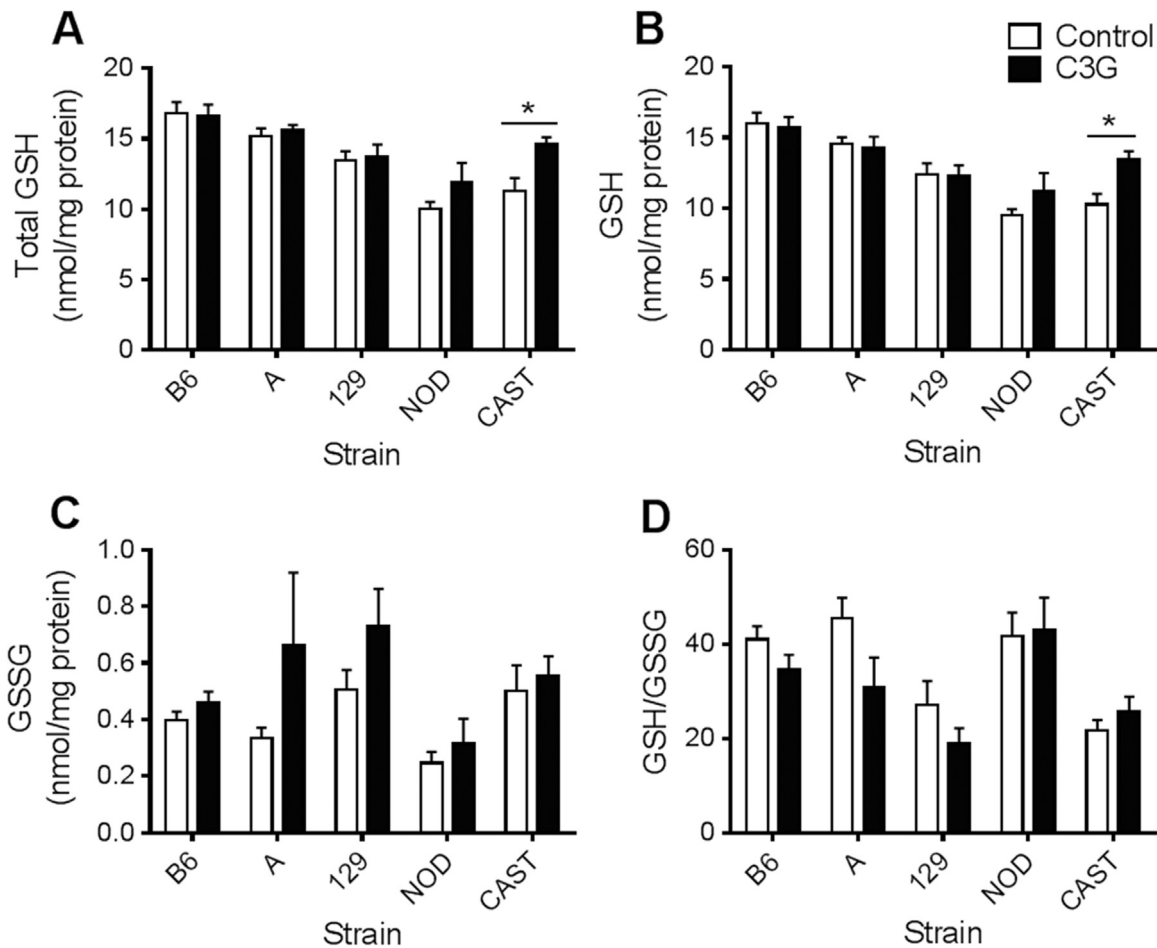 A
Total GSH
(nmol/mg protein)
20
15
10
5
0
B6
A
129
NOD
CAST
Strain
*
B
Control
C3G
GSH
(nmol/mg protein)
20
15
10
5
0
B6
A
129
NOD
CAST
Strain
*
C
GSSG
(nmol/mg protein)
1.0
0.8
0.6
0.4
0.2
0.0
B6
A
129
NOD
CAST
Strain
D
GSH/GSSG
60
40
20
0
B6
A
129
NOD
CAST
Strain